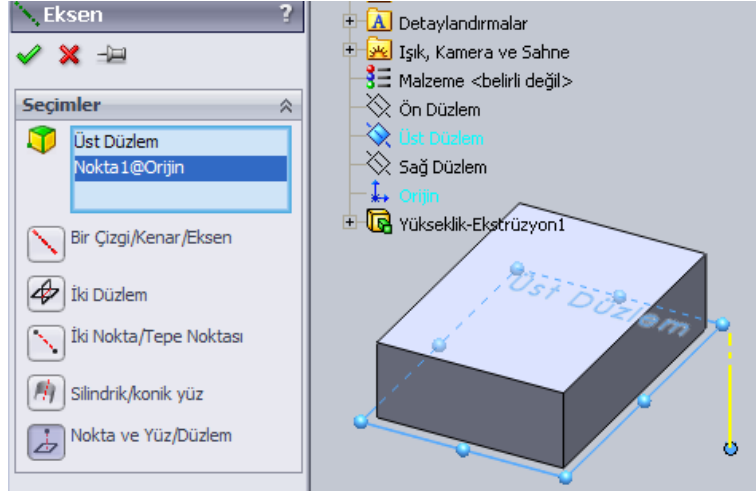 Eksen
?
Seçimler
Üst Düzlem
Nokta1@Orijin
Bir Çizgi/Kenar/Eksen
İki Düzlem
İki Nokta/Tepe Noktası
Silindrik/konik yüz
Nokta ve Yüz/Düzlem
A Detaylandırmalar
Işık, Kamera ve Sahne
Malzeme <belirli değil>
Ön Düzlem
Üst Düzlem
Sağ Düzlem
Orijin
Yükseklik-Ekstrüzyon1
Üst Düzlem